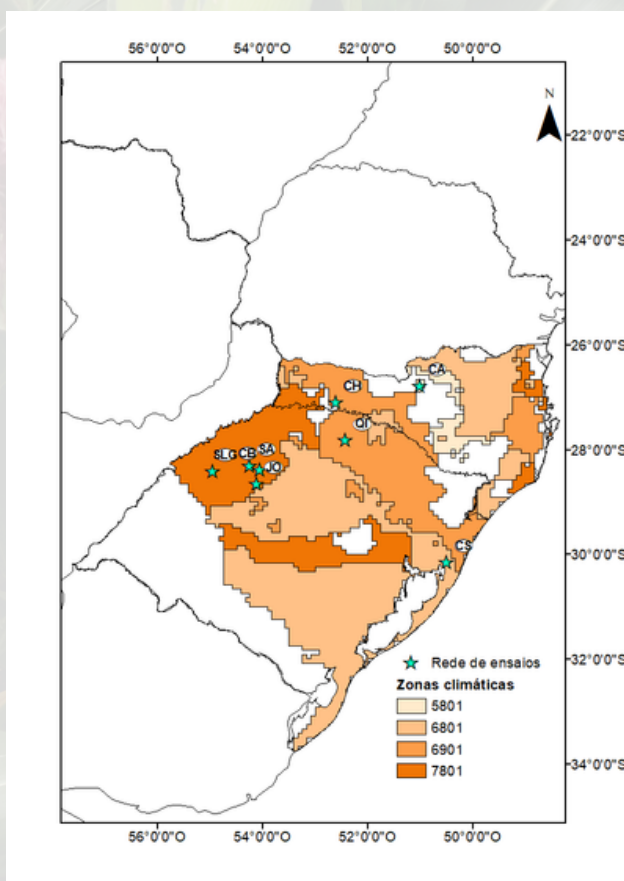 56°0'0"O 54°0'0"O 52°0'0"O 50°0'0"O
N
22°0'0"S
24°0'0"S
26°0'0"S
CA
CH
QI
28°0'0"S
SLG CB SA
JO
30°0'0"S
CS
32°0'0"S
34°0'0"S
Rede de ensaios
Zonas climáticas
5801
6801
6901
7801
56°0'0"O 54°0'0"O 52°0'0"O 50°0'0"O